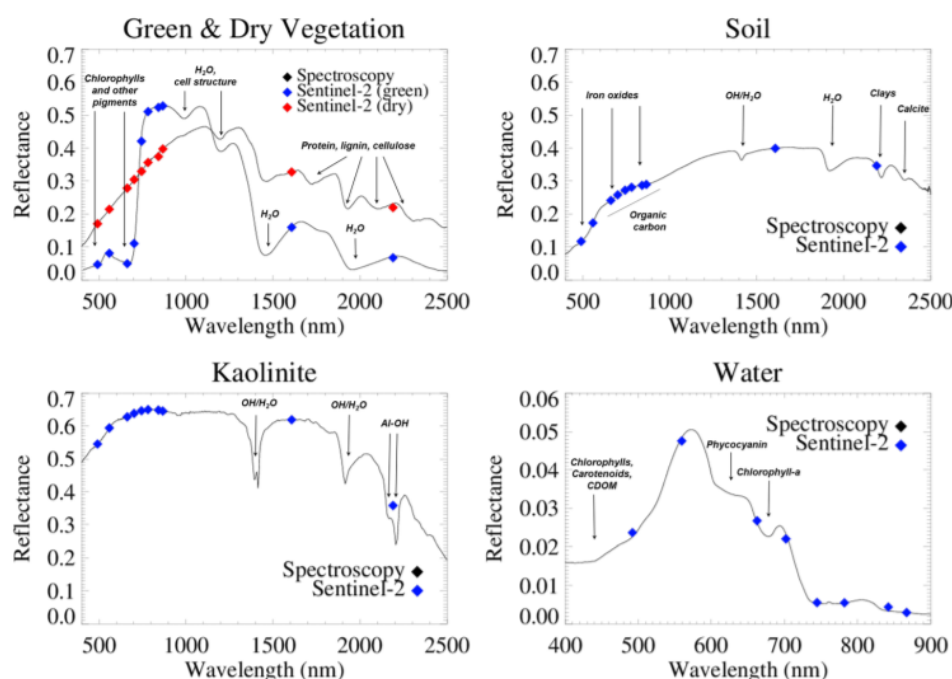 Green & Dry Vegetation
0.7
0.6
0.5
0.4
0.3
0.2
0.1
0.0
Reflectance
Chlorophylls
and other
pigments
H₂O,
cell structure
Spectroscopy
Sentinel-2 (green)
Sentinel-2 (dry)
Protein, lignin, cellulose
H₂O
H₂O
500 1000 1500 2000 2500
Wavelength (nm)
Soil
0.7
0.6
0.5
0.4
0.3
0.2
0.1
0.0
Reflectance
Iron oxides
OH/H₂O
H₂O
Clays
Calcite
Organic
carbon
Spectroscopy
Sentinel-2
500 1000 1500 2000 2500
Wavelength (nm)
Kaolinite
0.7
0.6
0.5
0.4
0.3
0.2
0.1
0.0
Reflectance
OH/H₂O
OH/H₂O
Al-OH
Spectroscopy
Sentinel-2
500 1000 1500 2000 2500
Wavelength (nm)
Water
0.06
0.05
0.04
0.03
0.02
0.01
0.00
Reflectance
Chlorophylls,
Carotenoids,
CDOM
Phycocyanin
Chlorophyll-a
Spectroscopy
Sentinel-2
400 500 600 700 800 900
Wavelength (nm)